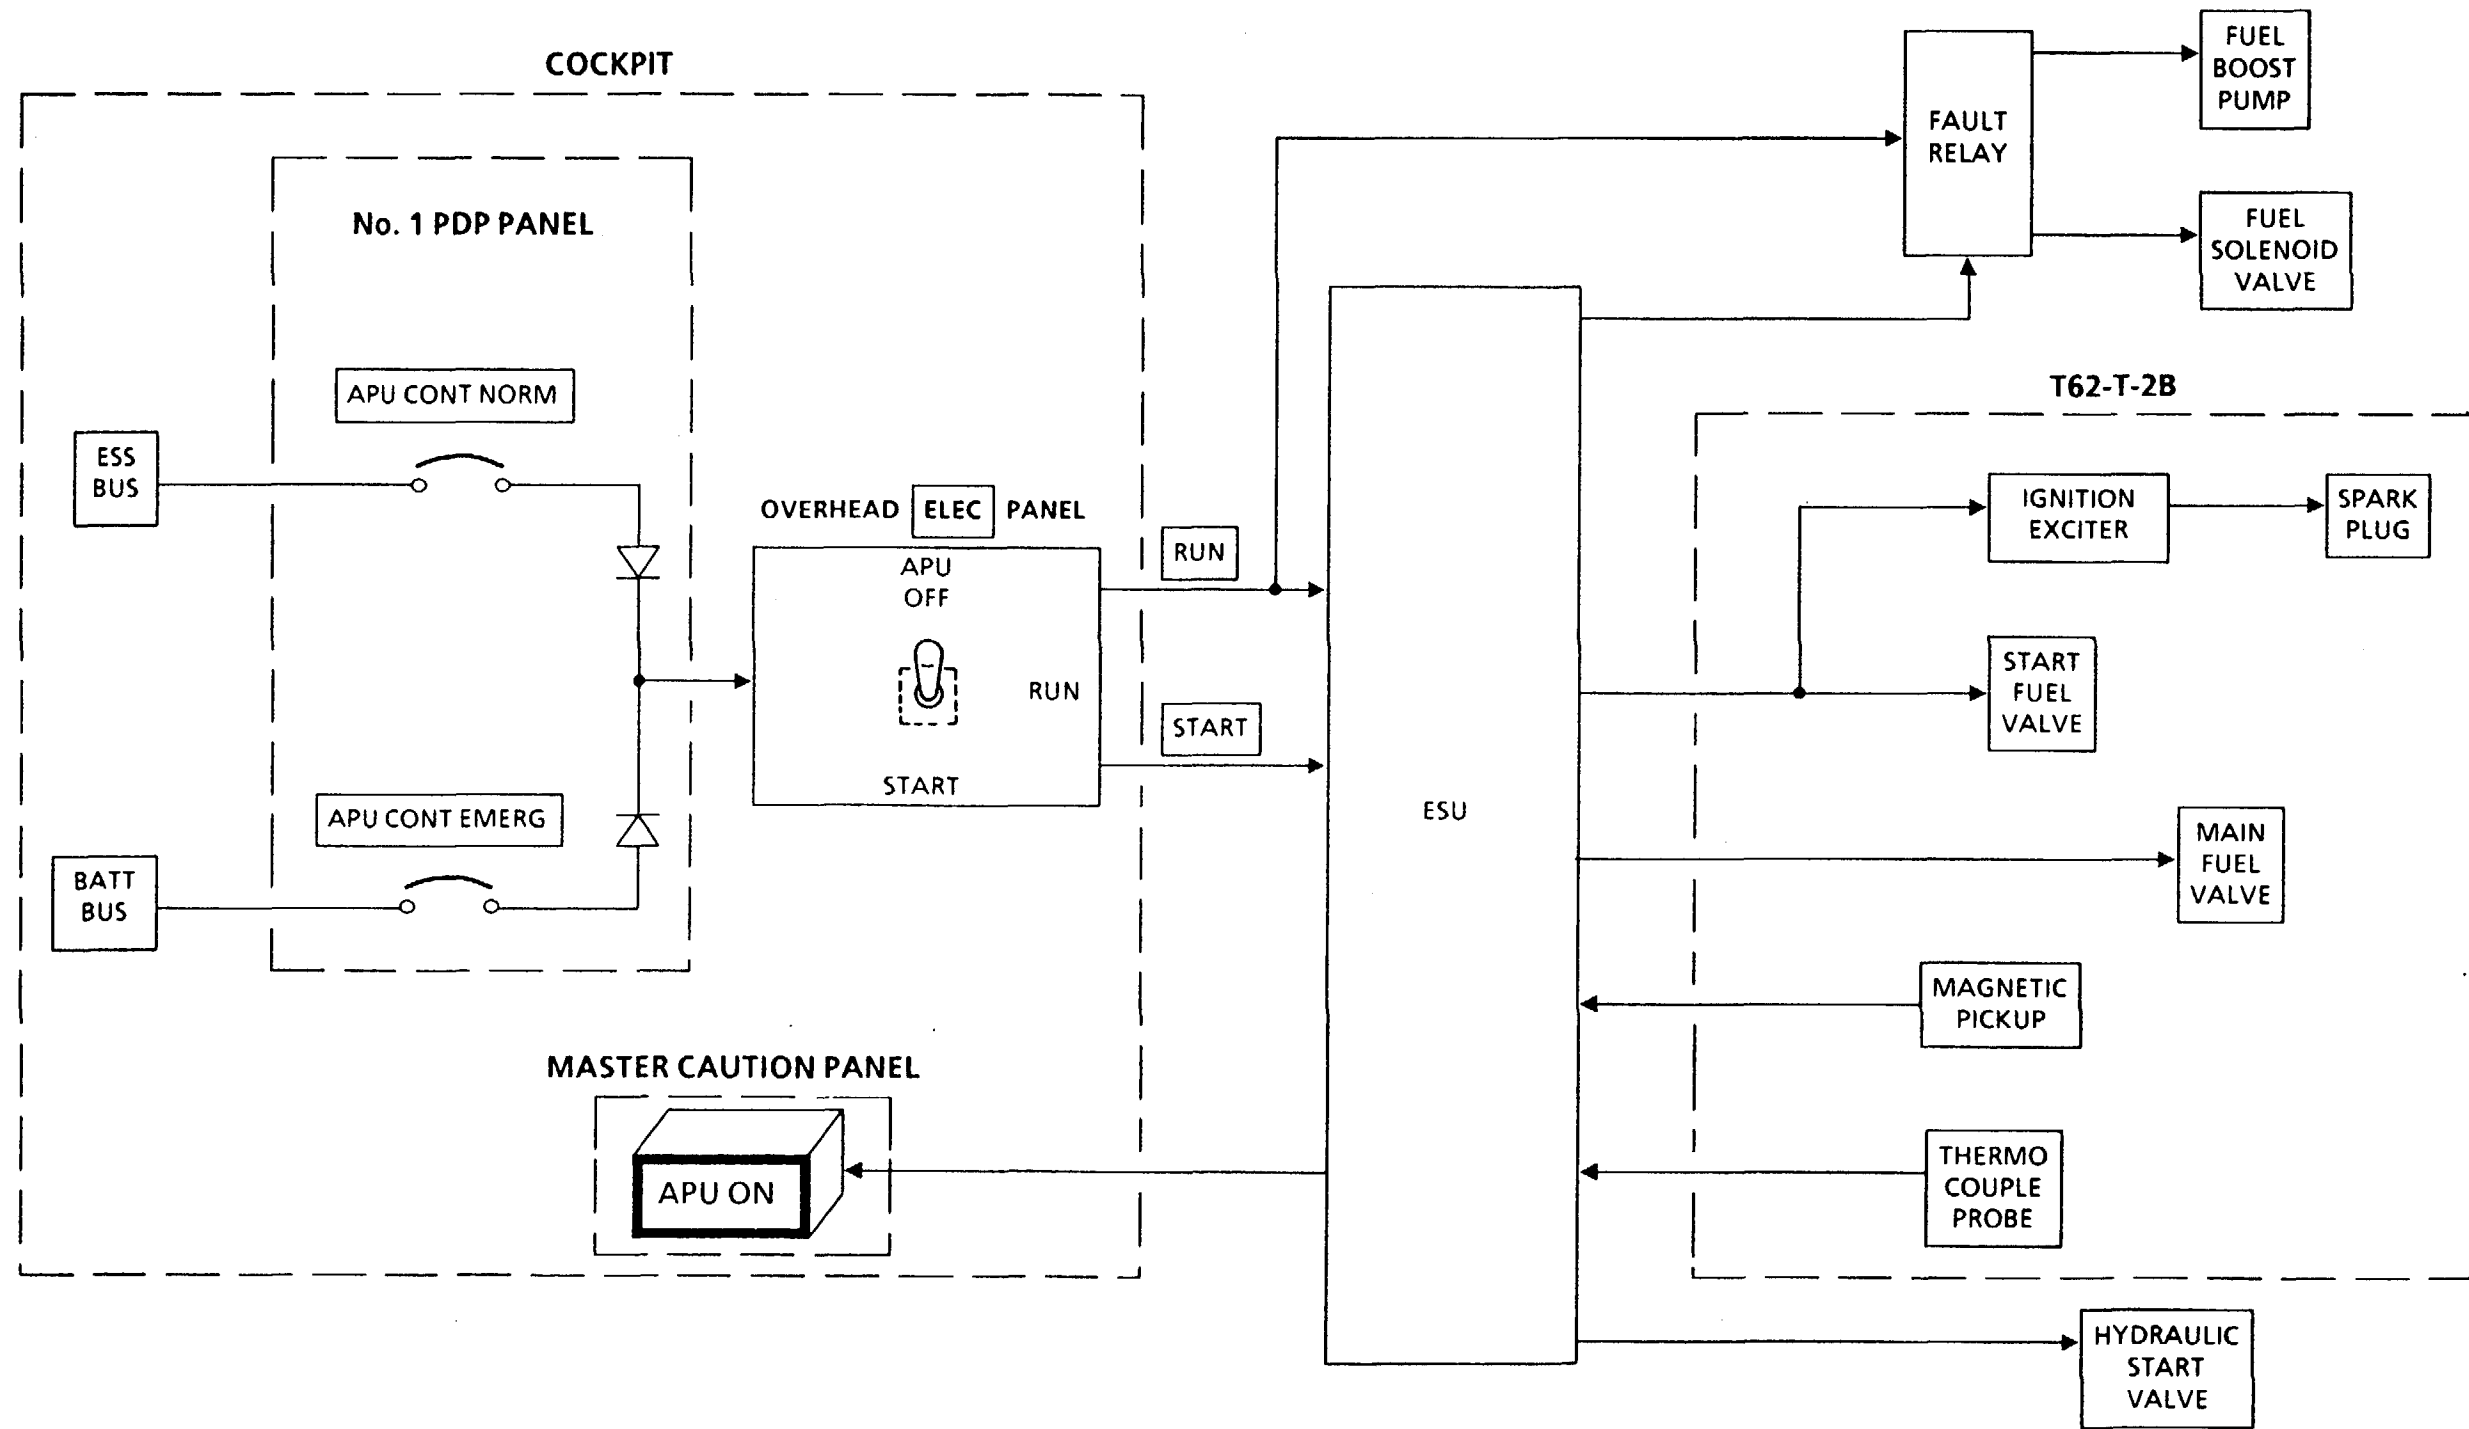 COCKPIT
No. 1 PDP PANEL
APU CONT NORM
ESS
BUS
APU CONT EMERG
BATT
BUS
OVERHEAD ELEC PANEL
APU
OFF
RUN
START
RUN
START
MASTER CAUTION PANEL
APU ON
ESU
FAULT
RELAY
FUEL
BOOST
PUMP
FUEL
SOLENOID
VALVE
T62-T-2B
IGNITION
EXCITER
SPARK
PLUG
START
FUEL
VALVE
MAIN
FUEL
VALVE
MAGNETIC
PICKUP
THERMO
COUPLE
PROBE
HYDRAULIC
START
VALVE